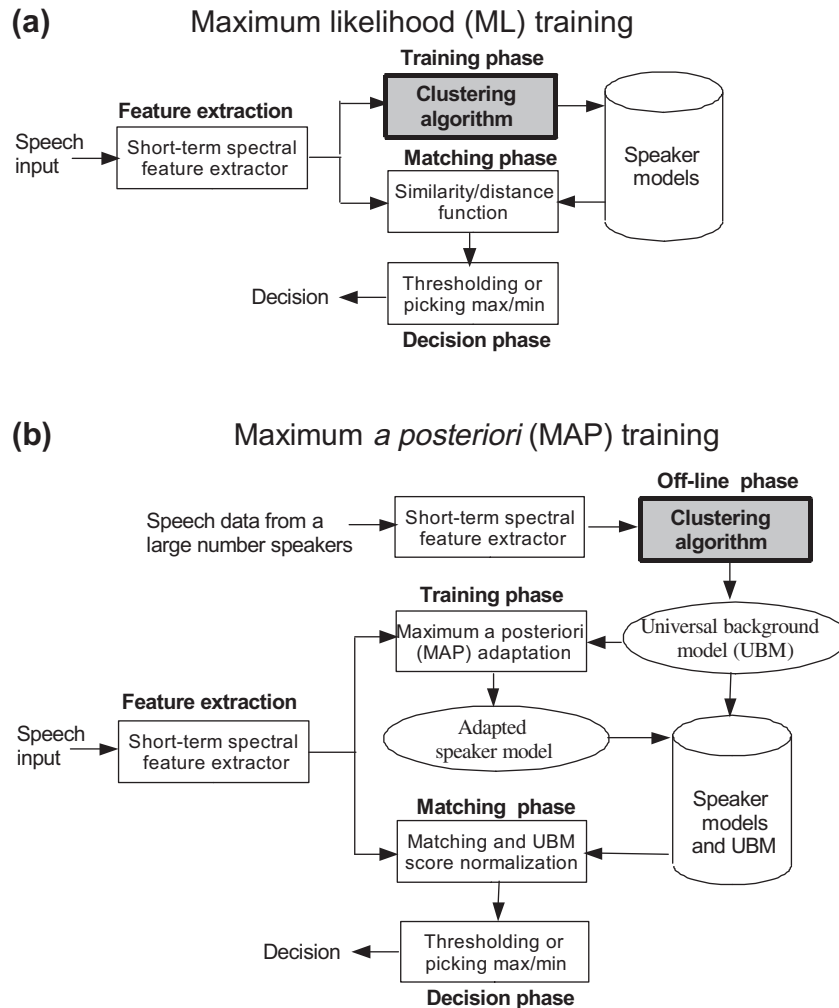 (a) Maximum likelihood (ML) training
Training phase
Clustering
algorithm
Feature extraction
Speech
input
Short-term spectral
feature extractor
Matching phase
Similarity/distance
function
Speaker
models
Decision
Thresholding or
picking max/min
Decision phase
(b) Maximum a posteriori (MAP) training
Off-line phase
Speech data from a
large number speakers
Short-term spectral
feature extractor
Clustering
algorithm
Training phase
Maximum a posteriori
(MAP) adaptation
Universal background
model (UBM)
Feature extraction
Speech
input
Short-term spectral
feature extractor
Adapted
speaker model
Matching phase
Matching and UBM
score normalization
Speaker
models
and UBM
Decision
Thresholding or
picking max/min
Decision phase